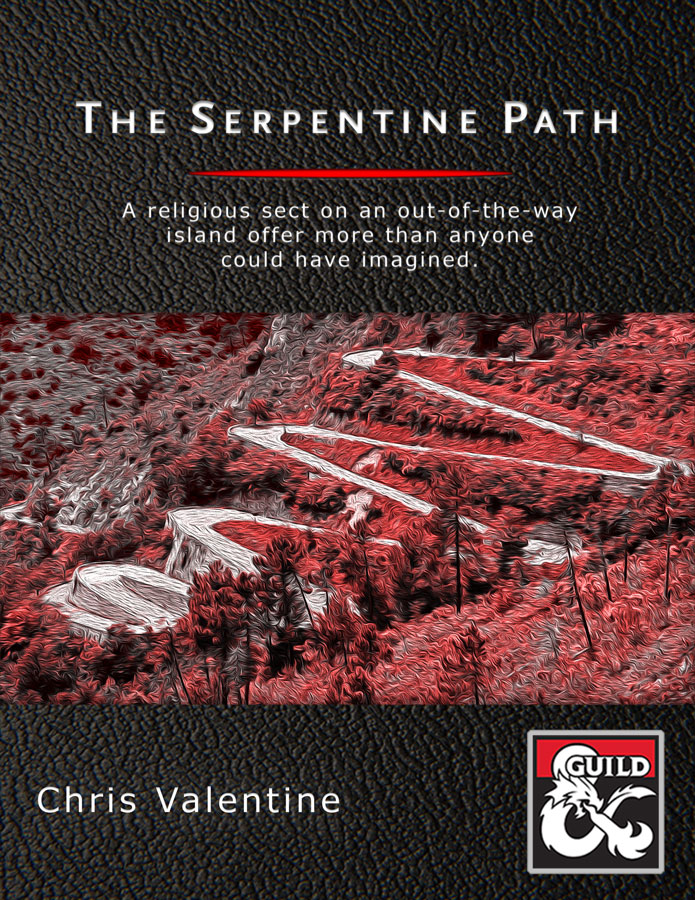 The Serpentine Path
A religious sect on an out-of-the-way
island offer more than anyone
could have imagined.
Chris Valentine
GUILD